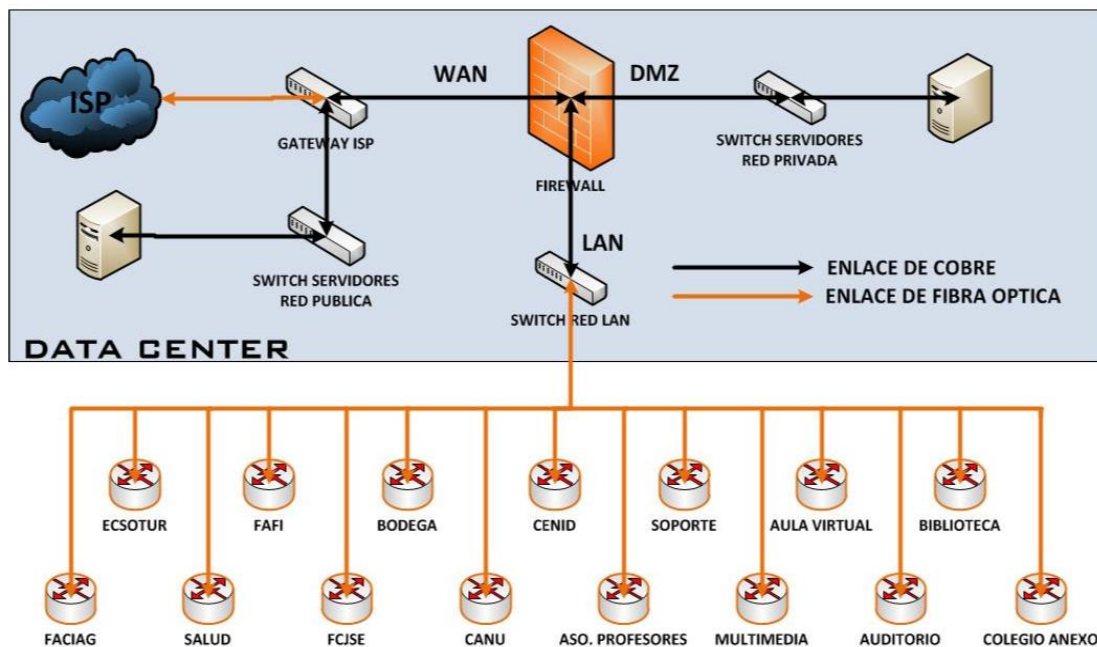 ISP
WAN
DMZ
GATEWAY ISP
FIREWALL
SWITCH SERVIDORES
RED PRIVADA
SWITCH SERVIDORES
RED PUBLICA
LAN
SWITCH RED LAN
ENLACE DE COBRE
ENLACE DE FIBRA OPTICA
DATA CENTER
ECSOTUR
FAFI
BODEGA
CENID
SOPORTE
AULA VIRTUAL
BIBLIOTECA
FACIAG
SALUD
FCJSE
CANU
ASO. PROFESORES
MULTIMEDIA
AUDITORIO
COLEGIO ANEXO